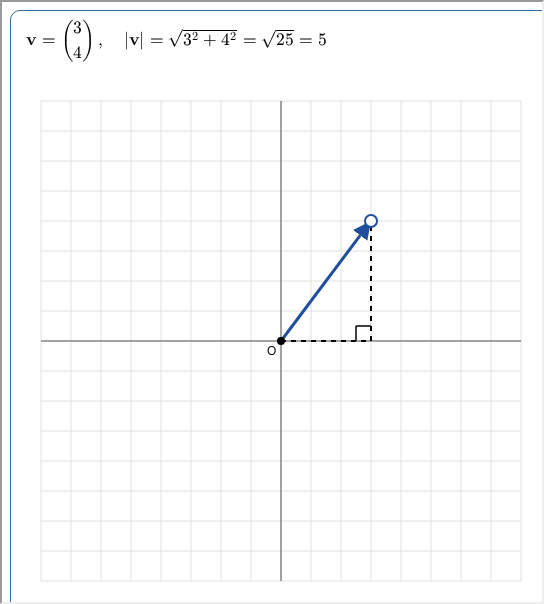 v = (3 4), |v| = √(3² + 4²) = √25 = 5
O